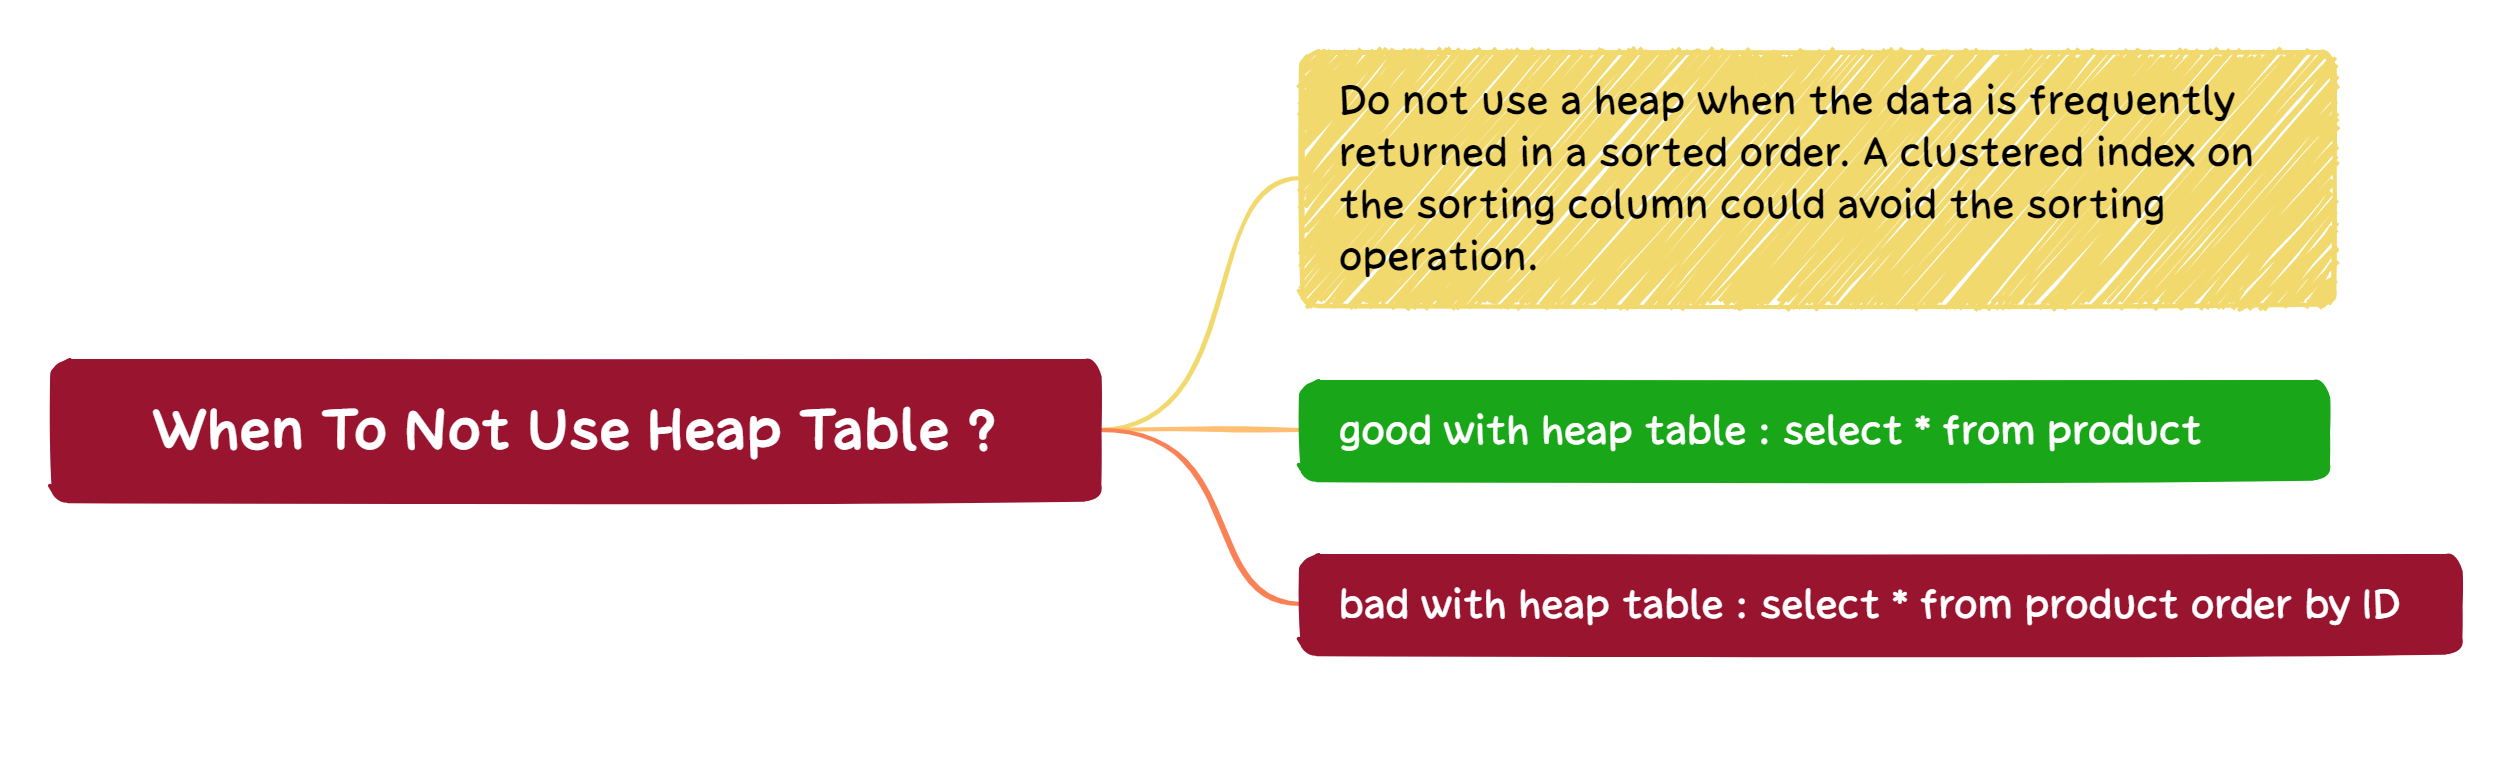 When To Not Use Heap Table ?
Do not use a heap when the data is frequently
returned in a sorted order. A clustered index on
the sorting column could avoid the sorting
operation.
good with heap table : select * from product
bad with heap table : select * from product order by ID